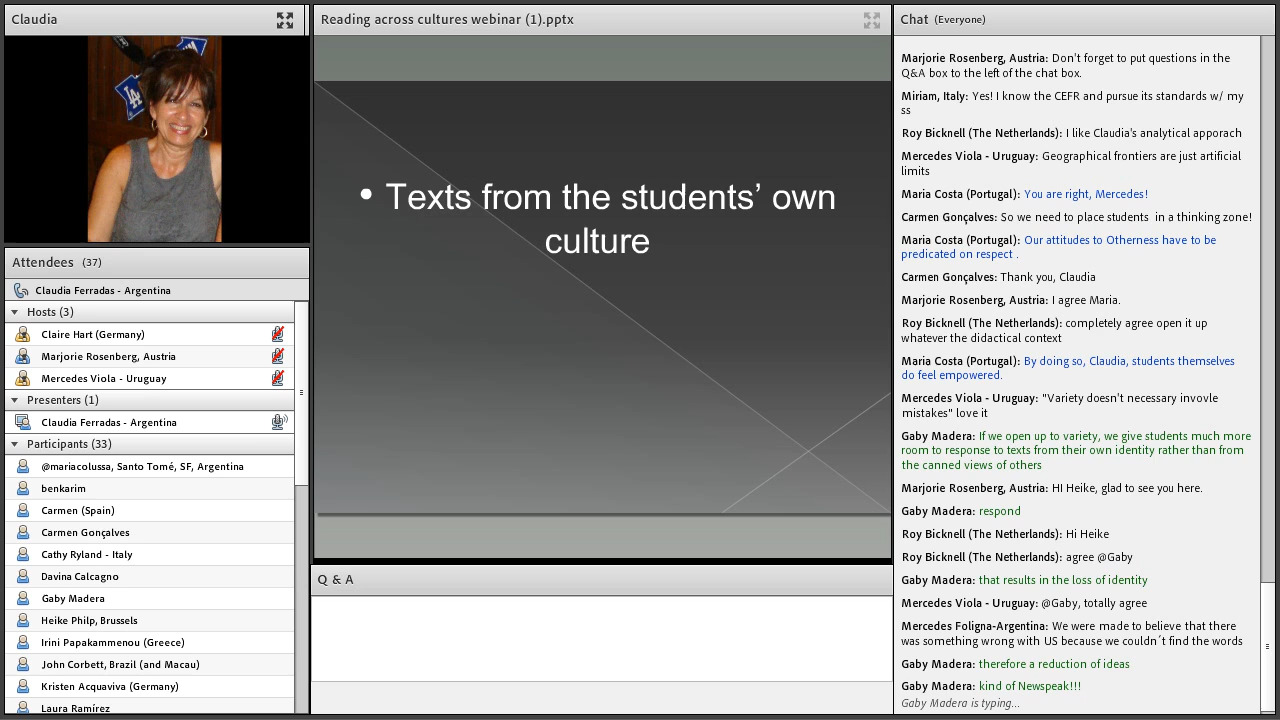 Claudia
LA
Attendees (37)
Claudia Ferradas - Argentina
Hosts (3)
Claire Hart (Germany)
Marjorie Rosenberg, Austria
Mercedes Viola - Uruguay
Presenters (1)
Claudia Ferradas - Argentina
Participants (33)
@mariacolussa, Santo Tomé, SF, Argentina
benkarim
Carmen (Spain)
Carmen Gonçalves
Cathy Ryland - Italy
Davina Calcagno
Gaby Madera
Heike Philp, Brussels
Irini Papakammenou (Greece)
John Corbett, Brazil (and Macau)
Kristen Acquaviva (Germany)
Laura Ramírez
Reading across cultures webinar (1).pptx
• Texts from the students’ own
culture
Q & A
Chat (Everyone)
Marjorie Rosenberg, Austria: Don't forget to put questions in the
Q&A box to the left of the chat box.
Miriam, Italy: Yes! I know the CEFR and pursue its standards w/ my
ss
Roy Bicknell (The Netherlands): I like Claudia's analytical apporach
Mercedes Viola - Uruguay: Geographical frontiers are just artificial
limits
Maria Costa (Portugal): You are right, Mercedes!
Carmen Gonçalves: So we need to place students in a thinking zone!
Maria Costa (Portugal): Our attitudes to Otherness have to be
predicated on respect .
Carmen Gonçalves: Thank you, Claudia
Marjorie Rosenberg, Austria: I agree Maria.
Roy Bicknell (The Netherlands): completely agree open it up
whatever the didactical context
Maria Costa (Portugal): By doing so, Claudia, students themselves
do feel empowered.
Mercedes Viola - Uruguay: "Variety doesn't necessary invovle
mistakes" love it
Gaby Madera: If we open up to variety, we give students much more
room to response to texts from their own identity rather than from
the canned views of others
Marjorie Rosenberg, Austria: HI Heike, glad to see you here.
Gaby Madera: respond
Roy Bicknell (The Netherlands): Hi Heike
Roy Bicknell (The Netherlands): agree @Gaby
Gaby Madera: that results in the loss of identity
Mercedes Viola - Uruguay: @Gaby, totally agree
Mercedes Foligna-Argentina: We were made to believe that there
was something wrong with US because we couldn´t find the words
Gaby Madera: therefore a reduction of ideas
Gaby Madera: kind of Newspeak!!!
Gaby Madera is typing...